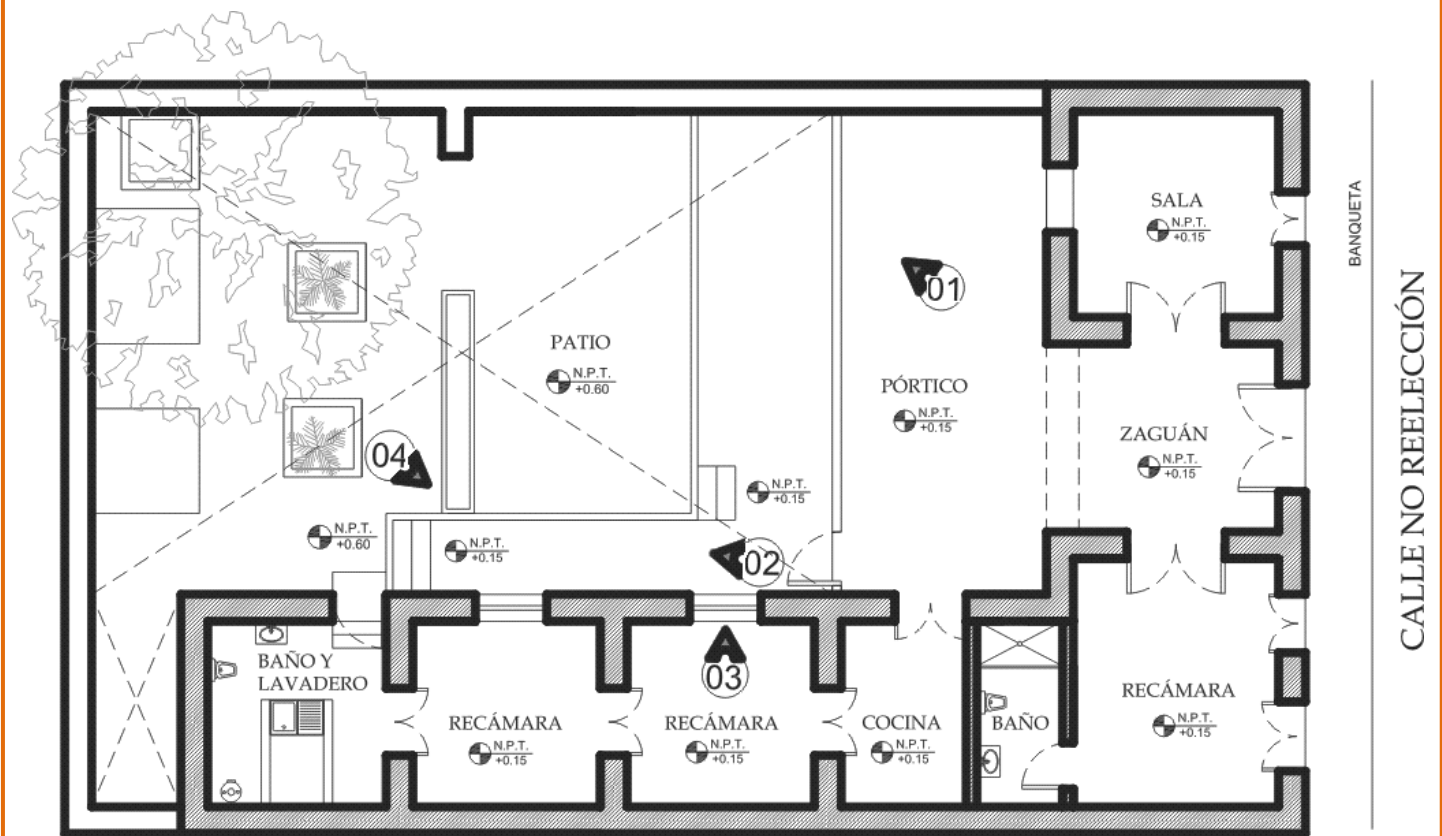 SALA
N.P.T.
+0.15
BANQUETA
CALLE NO REELECCIÓN
01
PATIO
N.P.T.
+0.60
PÓRTICO
N.P.T.
+0.15
ZAGUÁN
N.P.T.
+0.15
04
N.P.T.
+0.15
N.P.T.
+0.60
N.P.T.
+0.15
02
BAÑO Y
LAVADERO
03
RECÁMARA
N.P.T.
+0.15
RECÁMARA
N.P.T.
+0.15
COCINA
N.P.T.
+0.15
BAÑO
RECÁMARA
N.P.T.
+0.15